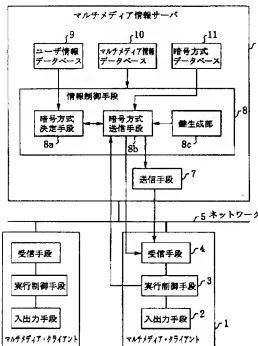 マルチメディア情報サーバ
9
10
11
ユーザ情報
データベース
マルチメディア情報
データベース
暗号方式
データベース
情報制御手段
8
暗号方式
決定手段
暗号方式
送信手段
鍵生成部
8a
8b
8c
送信手段
7
5 ネットワーク
受信手段
4
実行制御手段
3
入出力手段
2
1
マルチメディア・クライアント
受信手段
実行制御手段
入出力手段
マルチメディア・クライアント